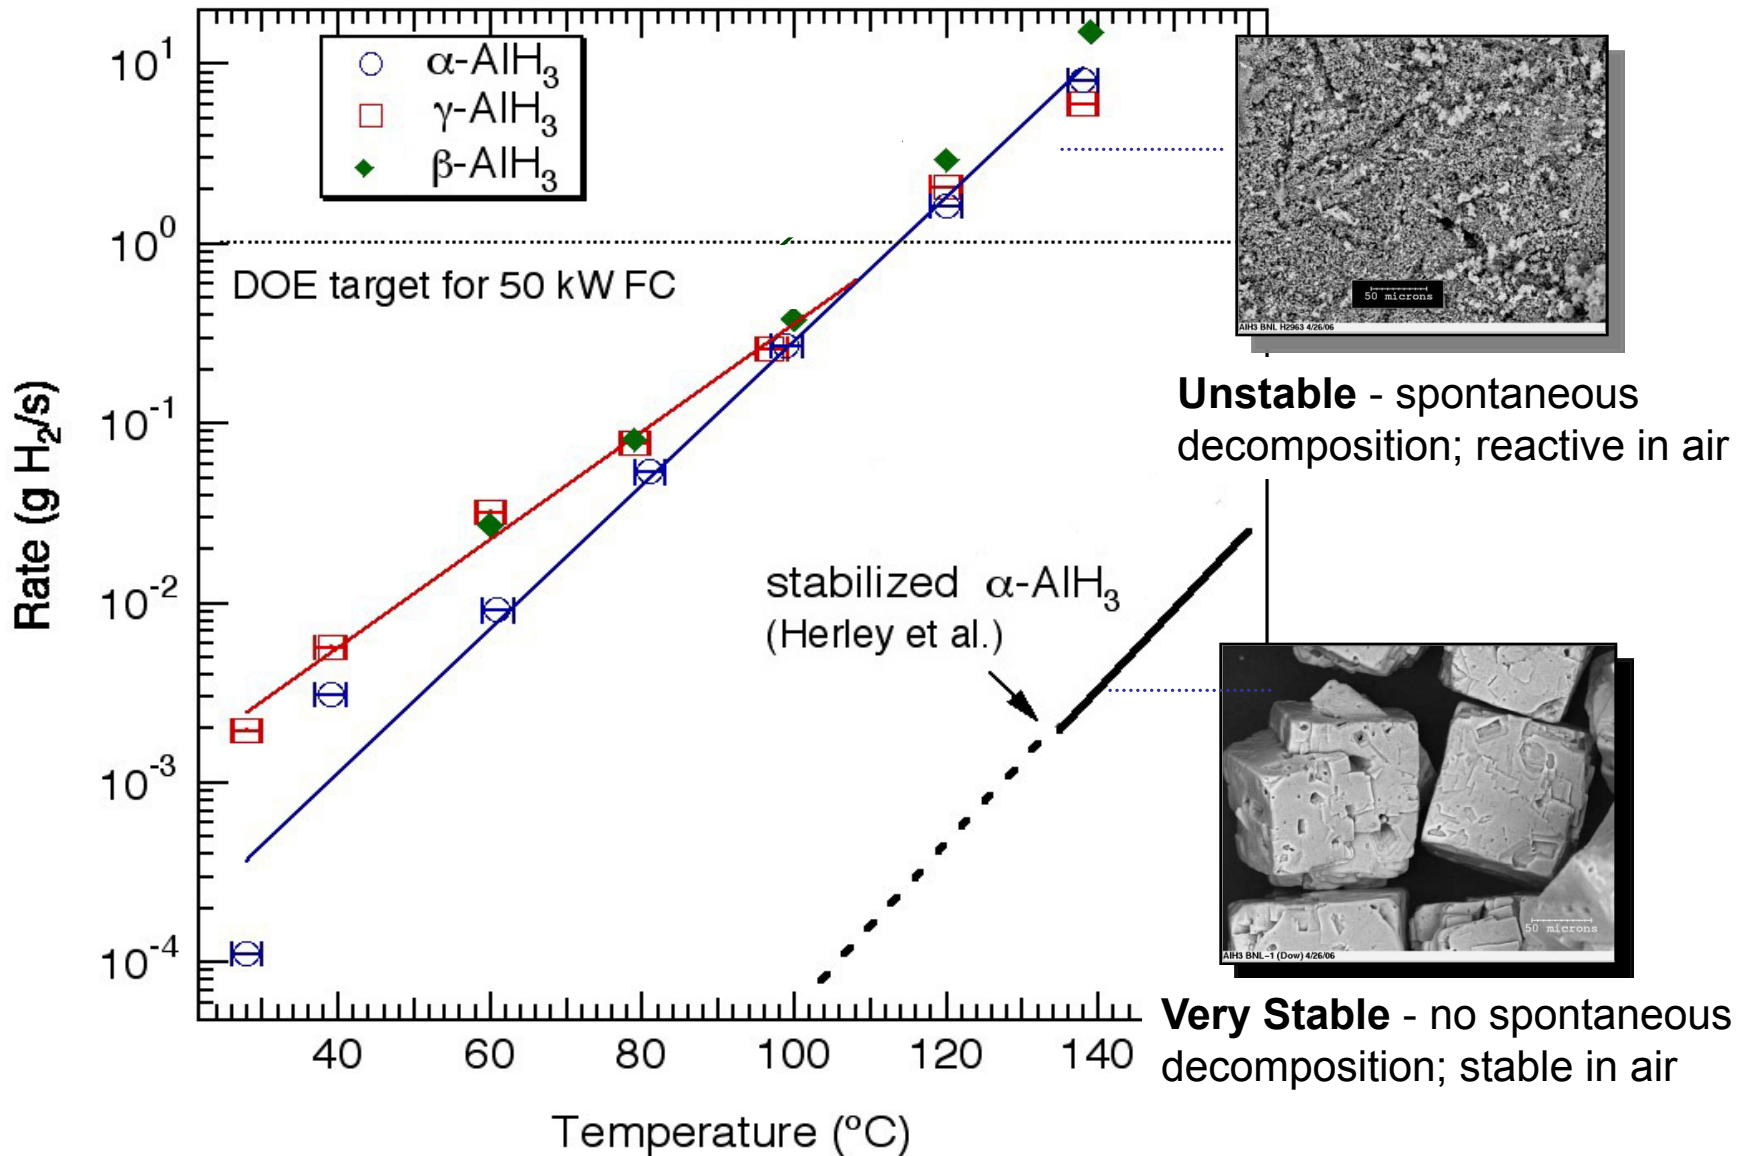 α-AlH3
γ-AlH3
β-AlH3
10^1
10^0
10^-1
10^-2
10^-3
10^-4
Rate (g H2/s)
DOE target for 50 kW FC
stabilized α-AlH3
(Herley et al.)
40 60 80 100 120 140
Temperature (ºC)
50 microns
AlH3 BNL H2963 4/26/06
Unstable - spontaneous
decomposition; reactive in air
50 microns
AlH3 BNL-1 (Dow) 4/26/06
Very Stable - no spontaneous
decomposition; stable in air